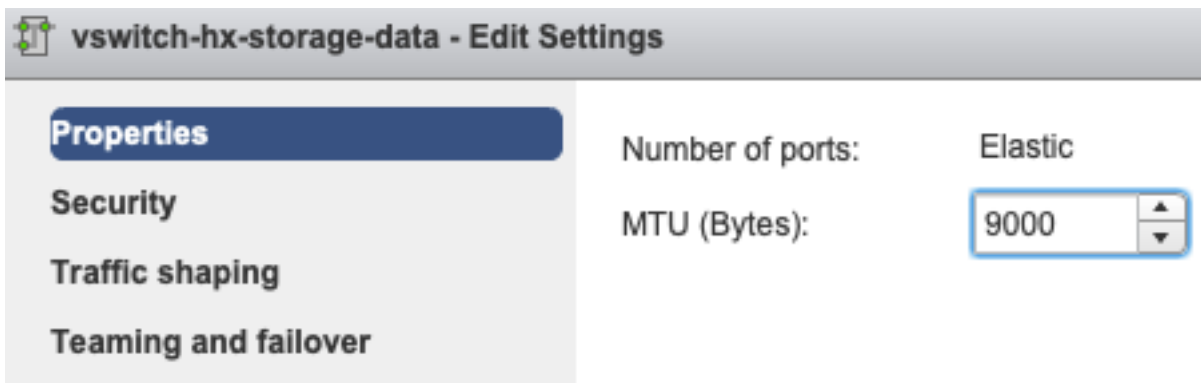 vswitch-hx-storage-data - Edit Settings
Properties
Security
Traffic shaping
Teaming and failover
Number of ports: Elastic
MTU (Bytes): 9000